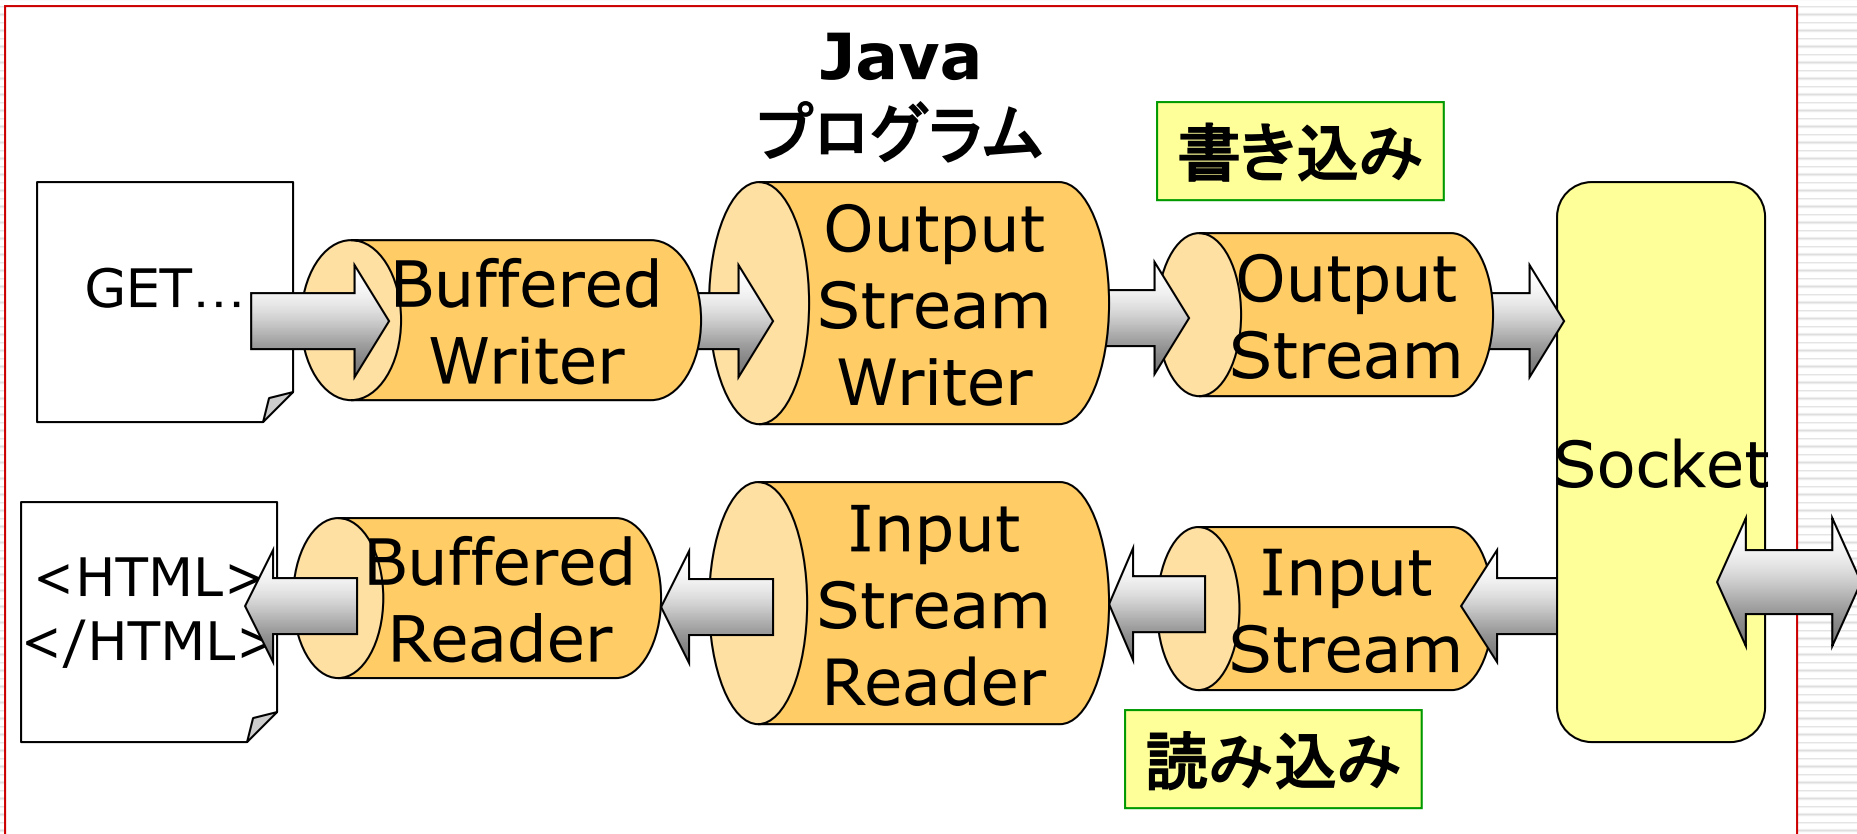 Java
プログラム
書き込み
GET...
Buffered
Writer
Output
Stream
Writer
Output
Stream
Socket
<HTML>
</HTML>
Buffered
Reader
Input
Stream
Reader
Input
Stream
読み込み